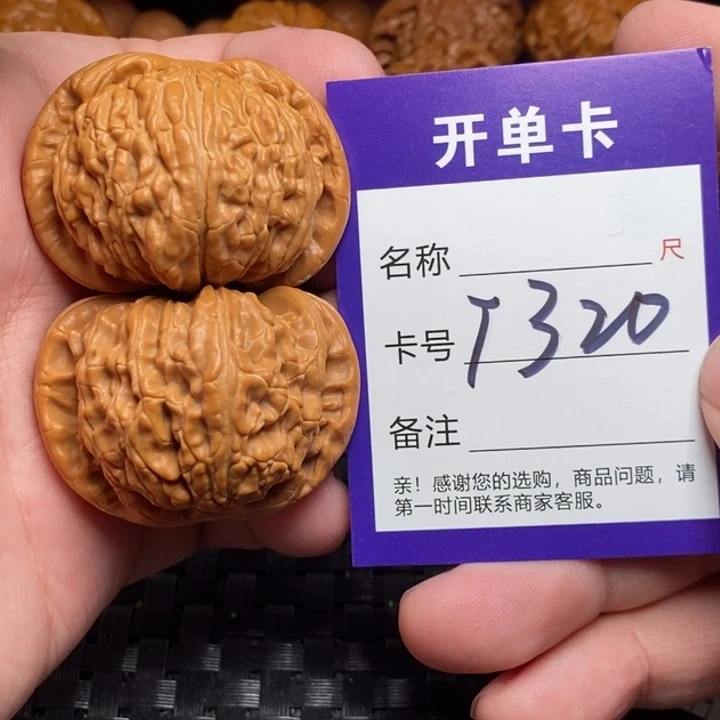 开单卡
名称 尺
卡号 T320
备注
亲！感谢您的选购，商品问题，请
第一时间联系商家客服。